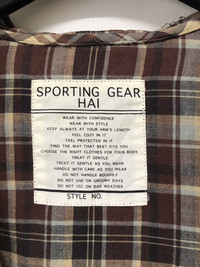 SPORTING GEAR
HAI
WEAR WITH CONFIDENCE
WEAR WITH STYLE
KEEP ALWAYS AT YOUR ARM'S LENGTH
FEEL COZY IN IT
FEEL PROTECTED IN IT
FIND THE WAY THAT BEST FITS YOU
CHOOSE THE RIGHT CLOTHES FOR YOUR BODY
TREAT IT GENTLE
TREAT IT GENTLE AS YOU WEAR
HANDLE WITH CARE AS YOU WEAR
DO NOT HANDLE ROUGHLY
DO NOT USE ON GROOMY DAYS
DO NOT USE ON BAD WEATHER
STYLE NO.